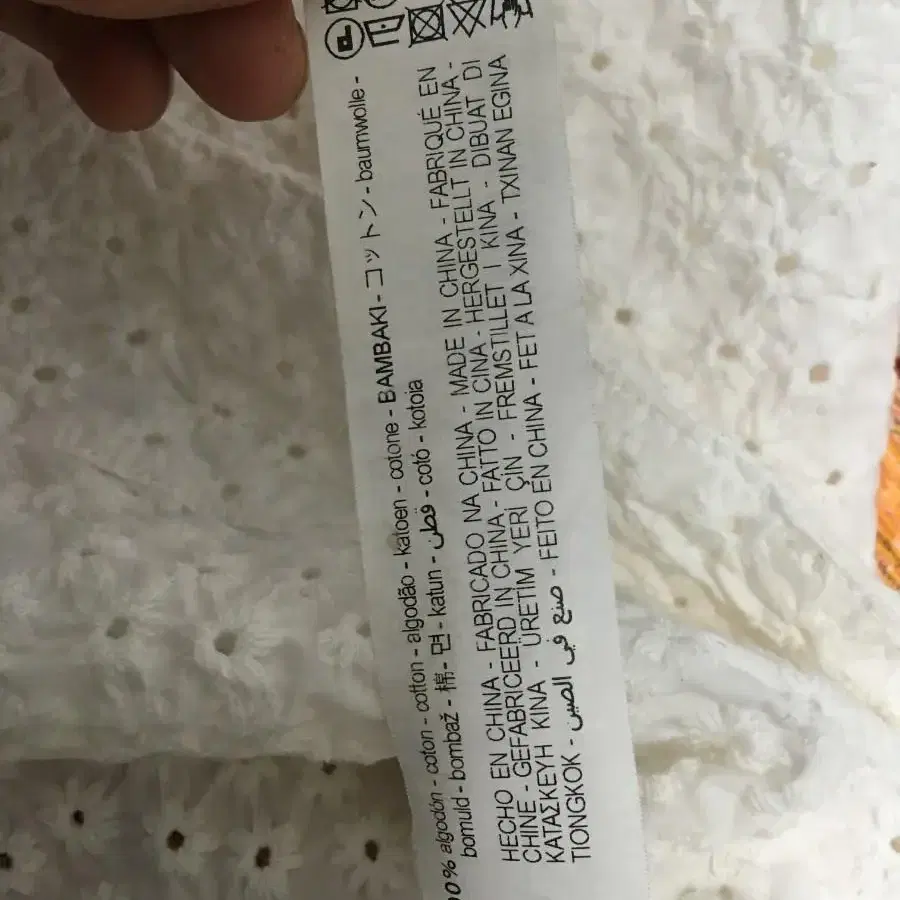 00% algodón - coton - cotton - algodão - katoen - cotone - BAMBAKI - コットン - baumwolle -
bomuld - bombaž - 棉 - 면 - katun - قطن - cotó - kotoia
HECHO EN CHINA - FABRICADO NA CHINA - MADE IN CHINA - FABRIQUÉ EN
CHINE - GEFABRICEERD IN CHINA - FATTO IN CINA - HERGESTELLT IN CHINA -
ΚΑΤΑΣΚΕΥΗ ΚΙΝΑ - ÜRETIM YERİ ÇİN - FREMSTILLET I KINA - DIBUAT DI
TIONGKOK - صنع في الصين - FEITO EN CHINA - FET A LA XINA - TXINAN EGINA